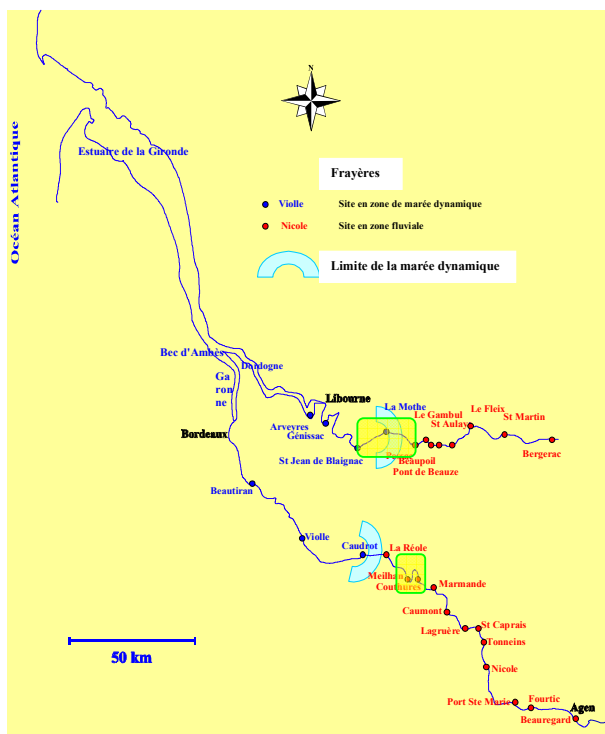 N
Océan Atlantique
Estuaire de la Gironde
Frayères
Violle Site en zone de marée dynamique
Nicole Site en zone fluviale
Limite de la marée dynamique
Bec d'Ambès
Dordogne
Ga
ron
ne
Libourne
La Mothe
Le Fleix
Le Gambul
St Martin
St Aulay
Arveyres
Génissac
Bordeaux
Bergerac
St Jean de Blaignac
Beaupoil
Pont de Beauze
Beautiran
Violle
Caudrot
La Réole
Meilhan
Couthures
Marmande
Caumont
St Caprais
Lagruère
Tonneins
Nicole
Port Ste Marie
Fourtic
Agen
Beauregard
50 km